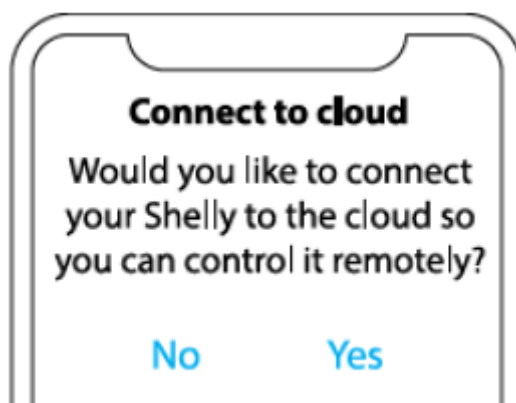 Connect to cloud
Would you like to connect
your Shelly to the cloud so
you can control it remotely?
No Yes